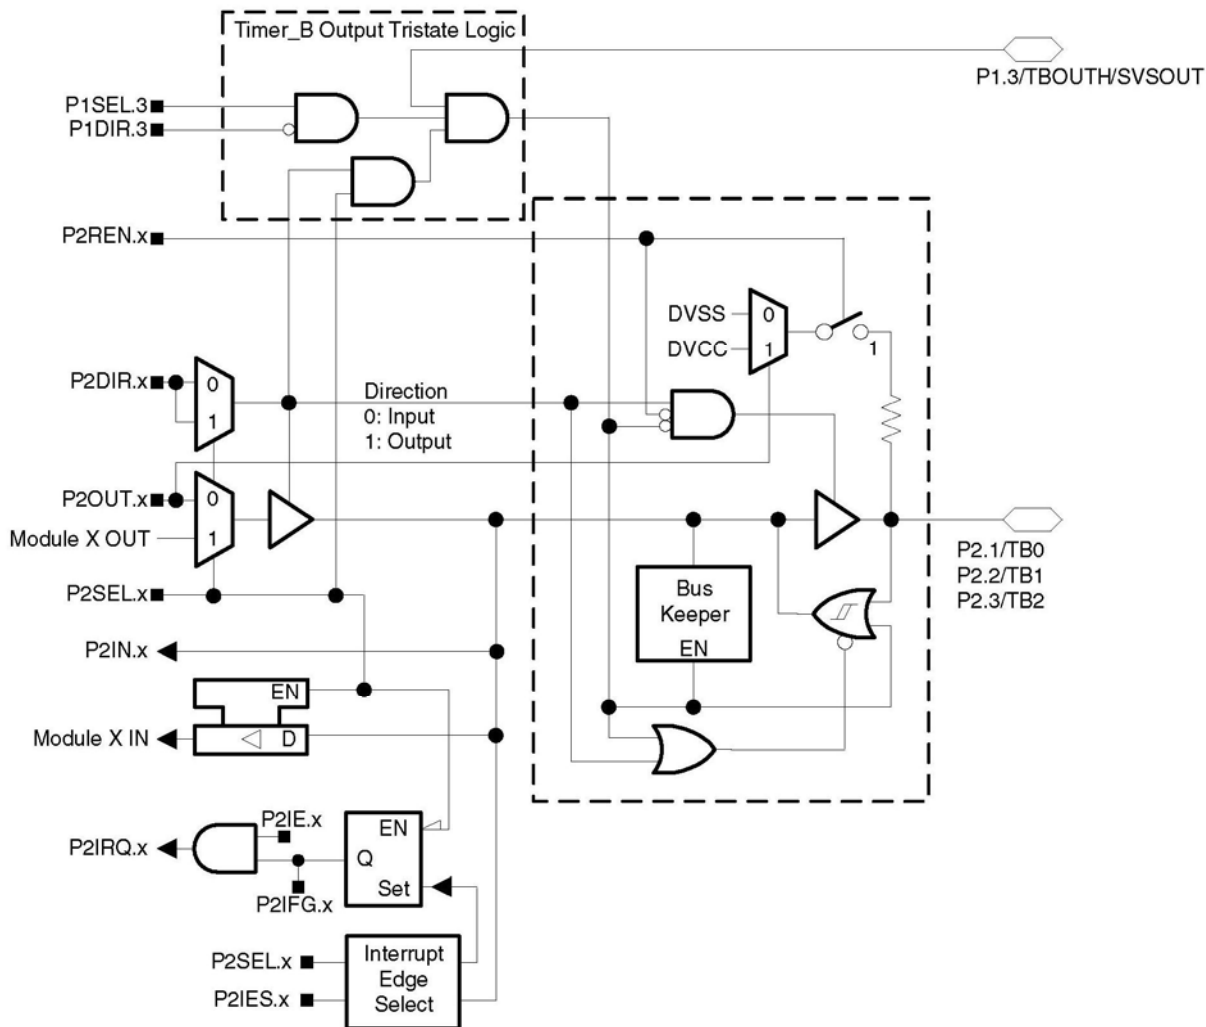 Timer_B Output Tristate Logic
P1.3/TBOUTH/SVSOUT
P1SEL.3
P1DIR.3
P2REN.x
DVSS
0
DVCC
1
1
P2DIR.x
0
1
Direction
0: Input
1: Output
P2OUT.x
0
Module X OUT
1
P2.1/TB0
P2.2/TB1
P2.3/TB2
P2SEL.x
Bus
Keeper
EN
P2IN.x
EN
Module X IN
D
P2IE.x
P2IRQ.x
EN
Q
Set
P2IFG.x
P2SEL.x
P2IES.x
Interrupt
Edge
Select